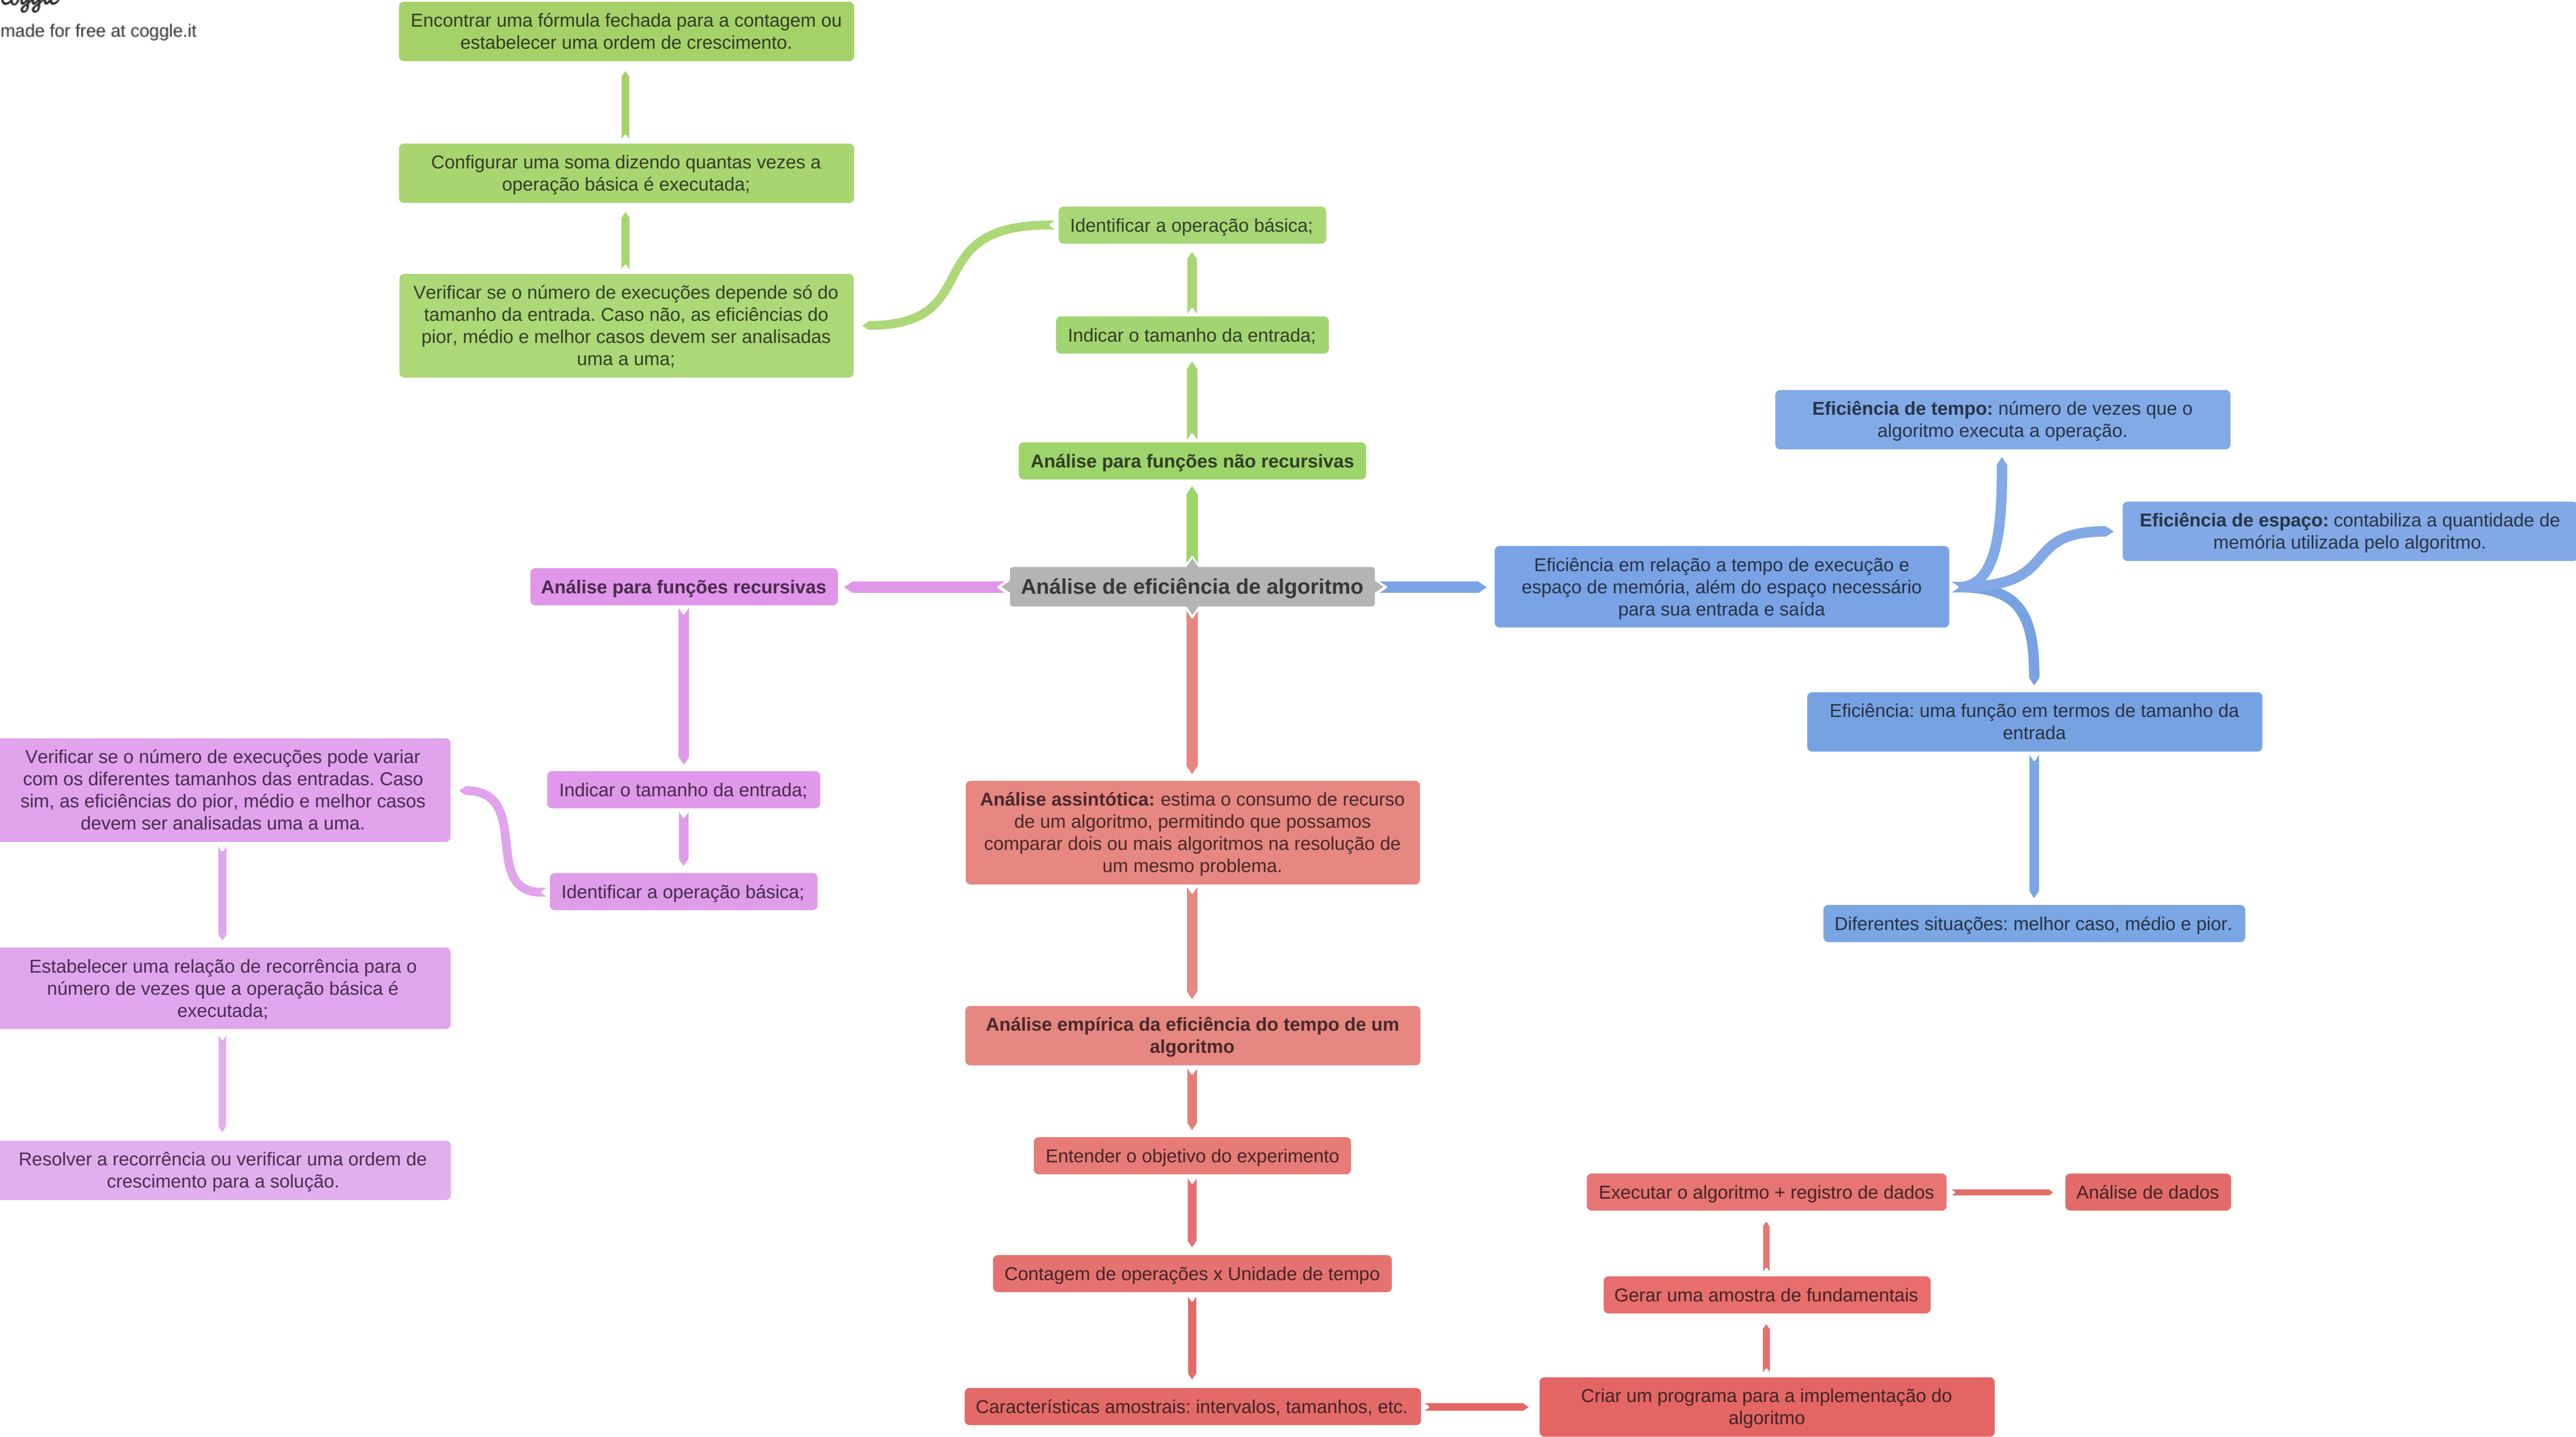 made for free at coggle.it
Encontrar uma fórmula fechada para a contagem ou
estabelecer uma ordem de crescimento.
Configurar uma soma dizendo quantas vezes a
operação básica é executada;
Verificar se o número de execuções depende só do
tamanho da entrada. Caso não, as eficiências do
pior, médio e melhor casos devem ser analisadas
uma a uma;
Identificar a operação básica;
Indicar o tamanho da entrada;
Análise para funções não recursivas
Análise de eficiência de algoritmo
Eficiência em relação a tempo de execução e
espaço de memória, além do espaço necessário
para sua entrada e saída
Eficiência de tempo: número de vezes que o
algoritmo executa a operação.
Eficiência de espaço: contabiliza a quantidade de
memória utilizada pelo algoritmo.
Eficiência: uma função em termos de tamanho da
entrada
Diferentes situações: melhor caso, médio e pior.
Análise para funções recursivas
Indicar o tamanho da entrada;
Identificar a operação básica;
Verificar se o número de execuções pode variar
com os diferentes tamanhos das entradas. Caso
sim, as eficiências do pior, médio e melhor casos
devem ser analisadas uma a uma.
Estabelecer uma relação de recorrência para o
número de vezes que a operação básica é
executada;
Resolver a recorrência ou verificar uma ordem de
crescimento para a solução.
Análise assintótica: estima o consumo de recurso
de um algoritmo, permitindo que possamos
comparar dois ou mais algoritmos na resolução de
um mesmo problema.
Análise empírica da eficiência do tempo de um
algoritmo
Entender o objetivo do experimento
Contagem de operações x Unidade de tempo
Características amostrais: intervalos, tamanhos, etc.
Criar um programa para a implementação do
algoritmo
Gerar uma amostra de fundamentais
Executar o algoritmo + registro de dados
Análise de dados